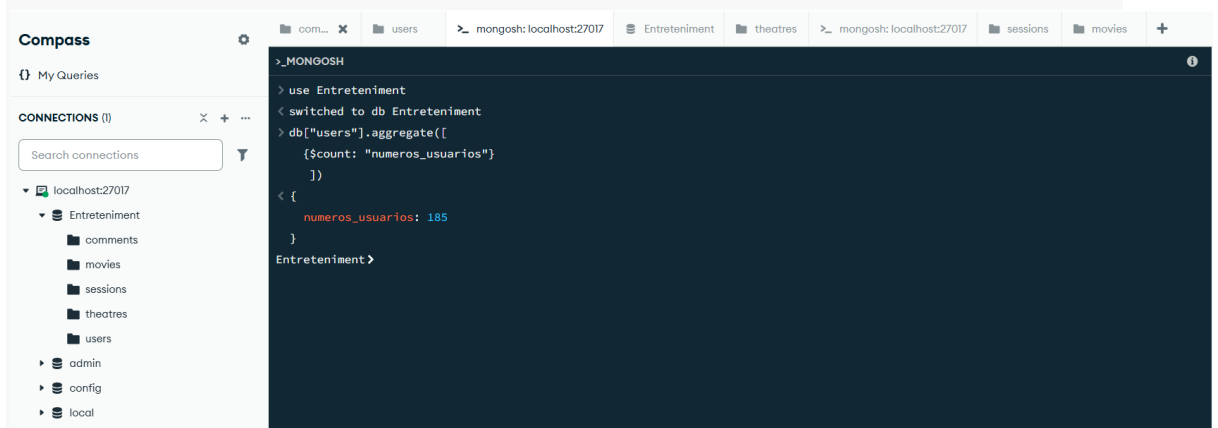 Compass
{} My Queries
CONNECTIONS (1)
Search connections
localhost:27017
Entreteniment
comments
movies
sessions
theatres
users
admin
config
local
com... users >_ mongosh: localhost:27017 Entreteniment theatres >_ mongosh: localhost:27017 sessions movies +
>_MONGOSH
> use Entreteniment
< switched to db Entreteniment
> db["users"].aggregate([
{$count: "numeros_usuarios"}
])
< {
numeros_usuarios: 185
}
Entreteniment>